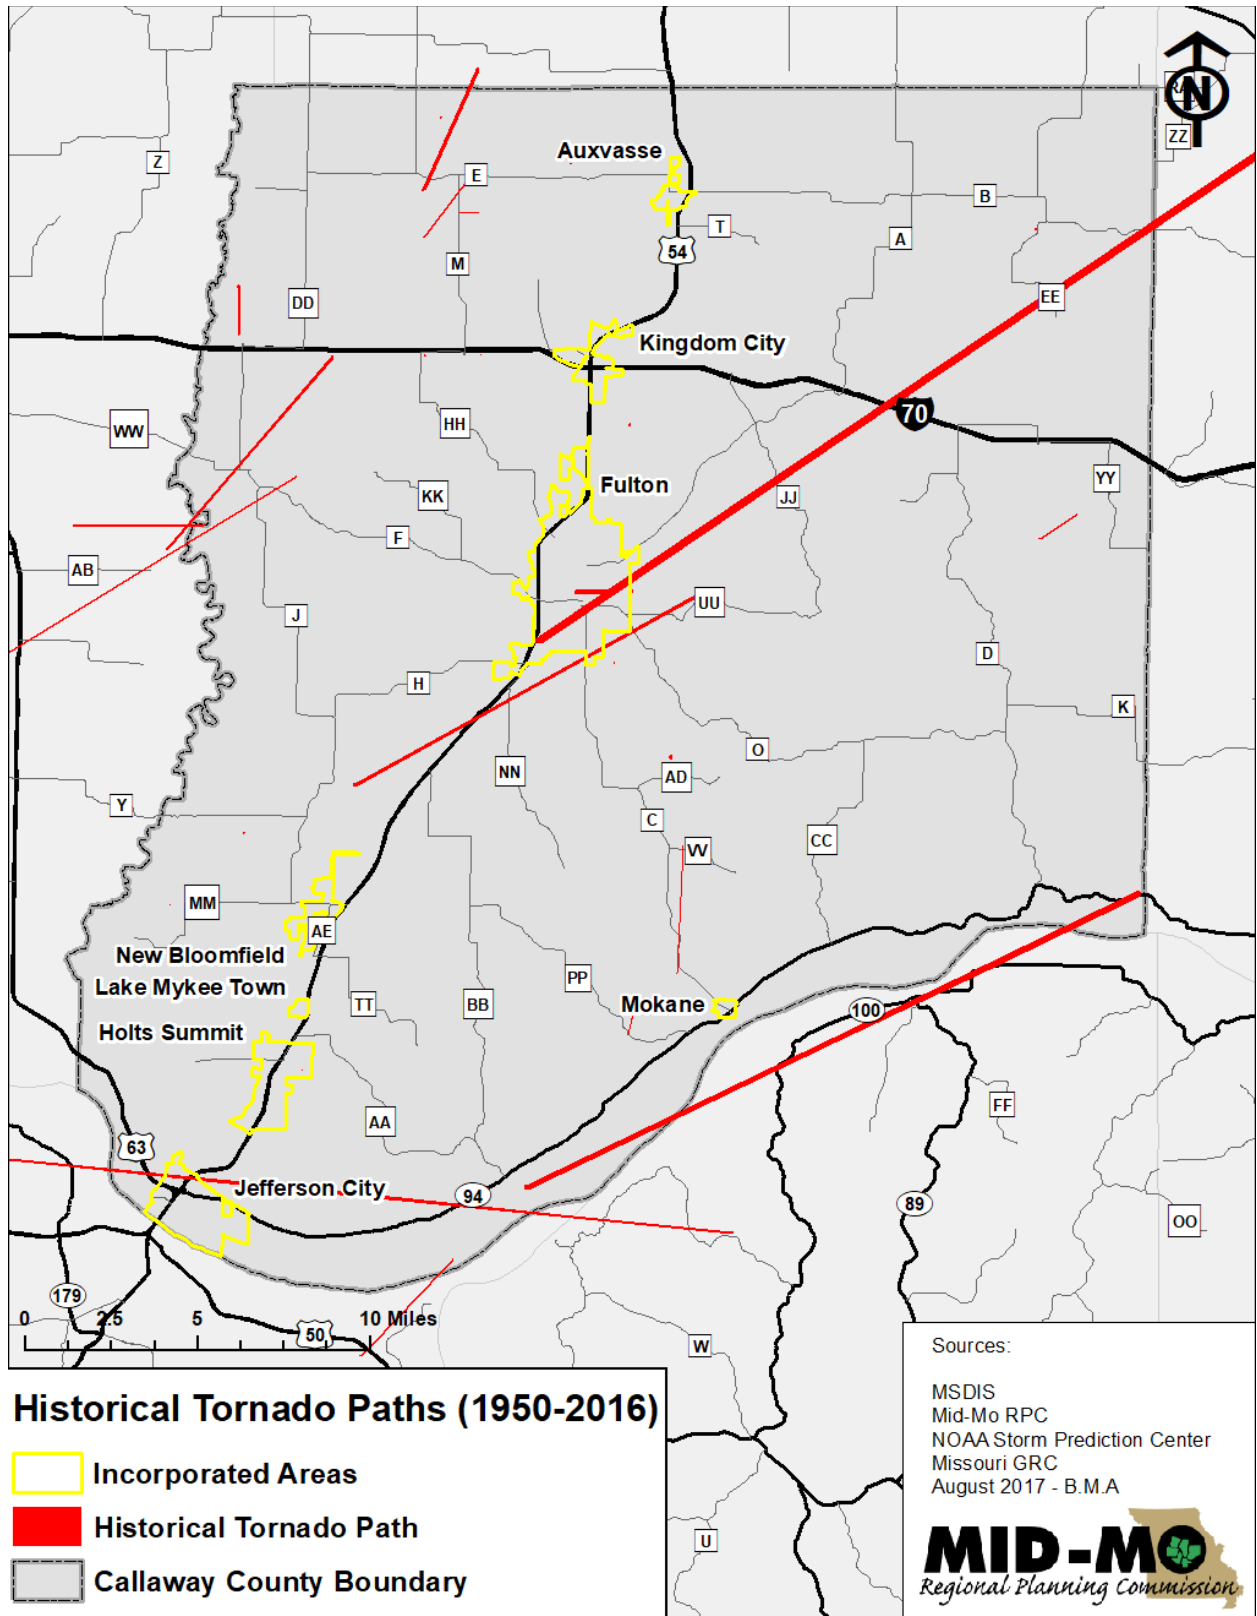 N
RA
ZZ
Z
Auxvasse
E
B
T
A
54
M
DD
EE
Kingdom City
70
WW
HH
Fulton
YY
KK
JJ
F
AB
UU
J
D
H
K
O
NN
AD
Y
C
CC
VV
MM
AE
New Bloomfield
PP
Lake Mykee Town
TT
BB
Mokane
100
Holts Summit
FF
AA
63
Jefferson City
94
89
OO
179
0 2.5 5 10 Miles
50
W
U
Sources:
MSDIS
Mid-Mo RPC
NOAA Storm Prediction Center
Missouri GRC
August 2017 - B.M.A
MID-MO
Regional Planning Commission
Historical Tornado Paths (1950-2016)
Incorporated Areas
Historical Tornado Path
Callaway County Boundary